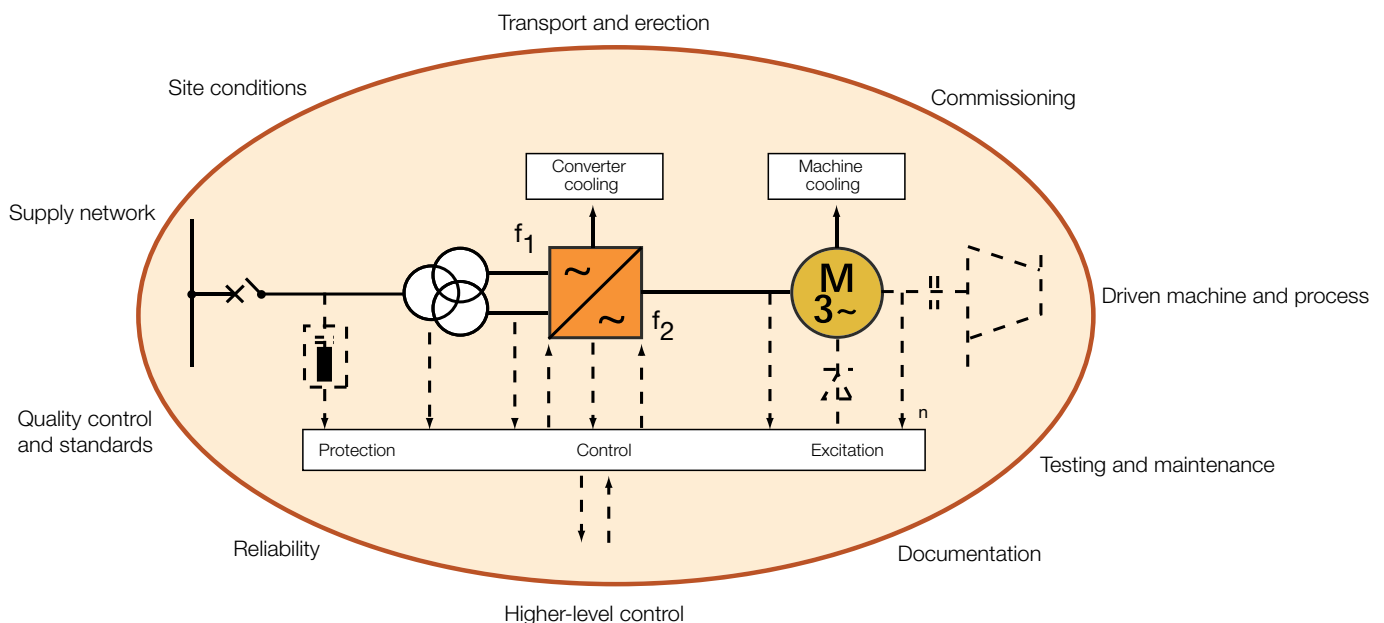 Transport and erection
Site conditions
Commissioning
Converter
cooling
Machine
cooling
Supply network
f1
~
~
f2
M
3~
Driven machine and process
n
Quality control
and standards
Protection
Control
Excitation
Testing and maintenance
Reliability
Documentation
Higher-level control